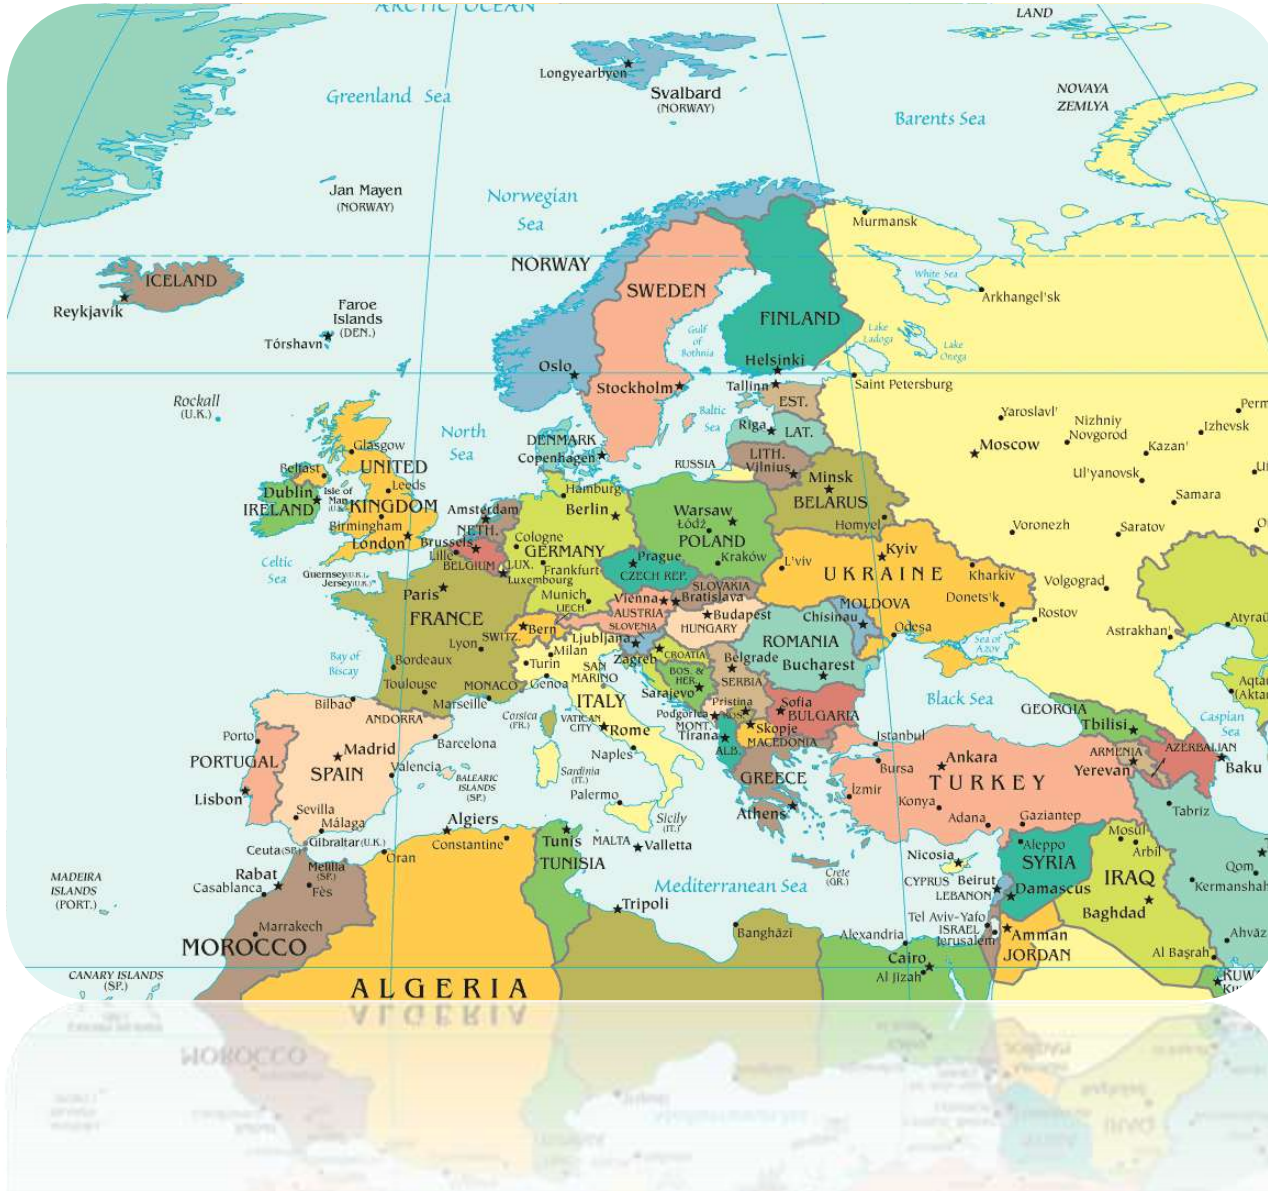 ARCTIC OCEAN
LAND
Longyearbyen
Svalbard
(NORWAY)
Greenland Sea
Barents Sea
NOVAYA
ZEMLYA
Jan Mayen
(NORWAY)
Norwegian
Sea
Murmansk
NORWAY
White Sea
ICELAND
Reykjavík
SWEDEN
Arkhangel'sk
Faroe
Islands
(DEN.)
Tórshavn
FINLAND
Gulf
of
Bothnia
Lake
Ladoga
Lake
Onega
Oslo
Helsinki
Stockholm
Tallinn
Saint Petersburg
Rockall
(U.K.)
EST.
Baltic
Sea
Riga
LAT.
Yaroslavl'
Nizhniy
Novgorod
Perm
Izhevsk
Moscow
Kazan'
North
Sea
DENMARK
Copenhagen
Glasgow
UNITED
KINGDOM
Belfast
Leeds
Isle of
Man
(U.K.)
Dublin
IRELAND
Birmingham
London
RUSSIA
LITH.
Vilnius
Minsk
BELARUS
Homyel'
Ul'yanovsk
Samara
Voronezh
Saratov
Hamburg
Berlin
Amsterdam
NETH.
Warsaw
Łódź
POLAND
Kraków
Brussels
Lille
BELGIUM
LUX.
Luxembourg
Cologne
GERMANY
Frankfurt
Prague
CZECH REP.
L'viv
Kyiv
UKRAINE
Kharkiv
Donets'k
Volgograd
Rostov
Astrakhan'
Atyraū
Celtic
Sea
Guernsey (U.K.)
Jersey (U.K.)
Paris
FRANCE
Munich
LIECH.
Vienna
AUSTRIA
SLOVAKIA
Bratislava
Budapest
HUNGARY
MOLDOVA
Chisinau
Odesa
Sea of
Azov
Lyon
SWITZ.
Bern
SLOVENIA
Ljubljana
Zagreb
CROATIA
ROMANIA
Bucharest
Bay of
Biscay
Bordeaux
Toulouse
Milan
Turin
Genoa
SAN
MARINO
MONACO
Marseille
BOS. &
HER.
Sarajevo
Belgrade
SERBIA
Pristina
KOS.
Sofia
BULGARIA
Black Sea
GEORGIA
Tbilisi
Aqtaū
(Aktau
Caspian
Sea
Bilbao
ANDORRA
Corsica
(FR.)
ITALY
VATICAN
CITY
Rome
Podgorica
MONT.
Tirana
ALB.
Skopje
MACEDONIA
Istanbul
ARMENIA
Yerevan
AZERBAIJAN
Baku
Porto
PORTUGAL
Lisbon
Madrid
SPAIN
Barcelona
Valencia
BALEARIC
ISLANDS
(SP.)
Sardinia
(IT.)
Naples
Palermo
Sicily
(IT.)
GREECE
Athens
Bursa
Ankara
TURKEY
İzmir
Konya
Adana
Gaziantep
Tabriz
Sevilla
Málaga
Gibraltar (U.K.)
Ceuta (SP.)
Melilla
(SP.)
Algiers
Constantine
Oran
Tunis
TUNISIA
MALTA
Valletta
Crete
(GR.)
Nicosia
CYPRUS
Aleppo
SYRIA
Damascus
Beirut
LEBANON
Mosul
Arbil
IRAQ
Baghdad
Qom
Kermanshah
MADEIRA
ISLANDS
(PORT.)
Rabat
Casablanca
Fès
Marrakech
MOROCCO
Mediterranean Sea
Tripoli
Banghāzī
Alexandria
Cairo
Al Jīzah
Tel Aviv-Yafo
ISRAEL
Jerusalem
Amman
JORDAN
Al Başrah
Ahvāz
KUW
CANARY ISLANDS
(SP.)
ALGERIA